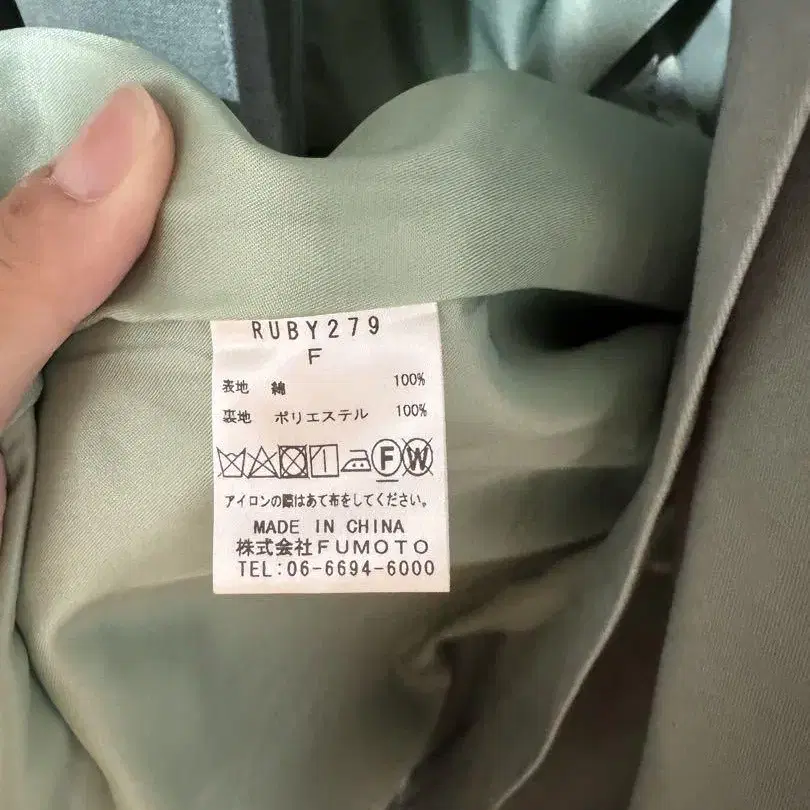 RUBY279
F
表地 綿 100%
裏地 ポリエステル 100%
F W
アイロンの際はあて布をしてください。
MADE IN CHINA
株式会社FUMOTO
TEL:06-6694-6000